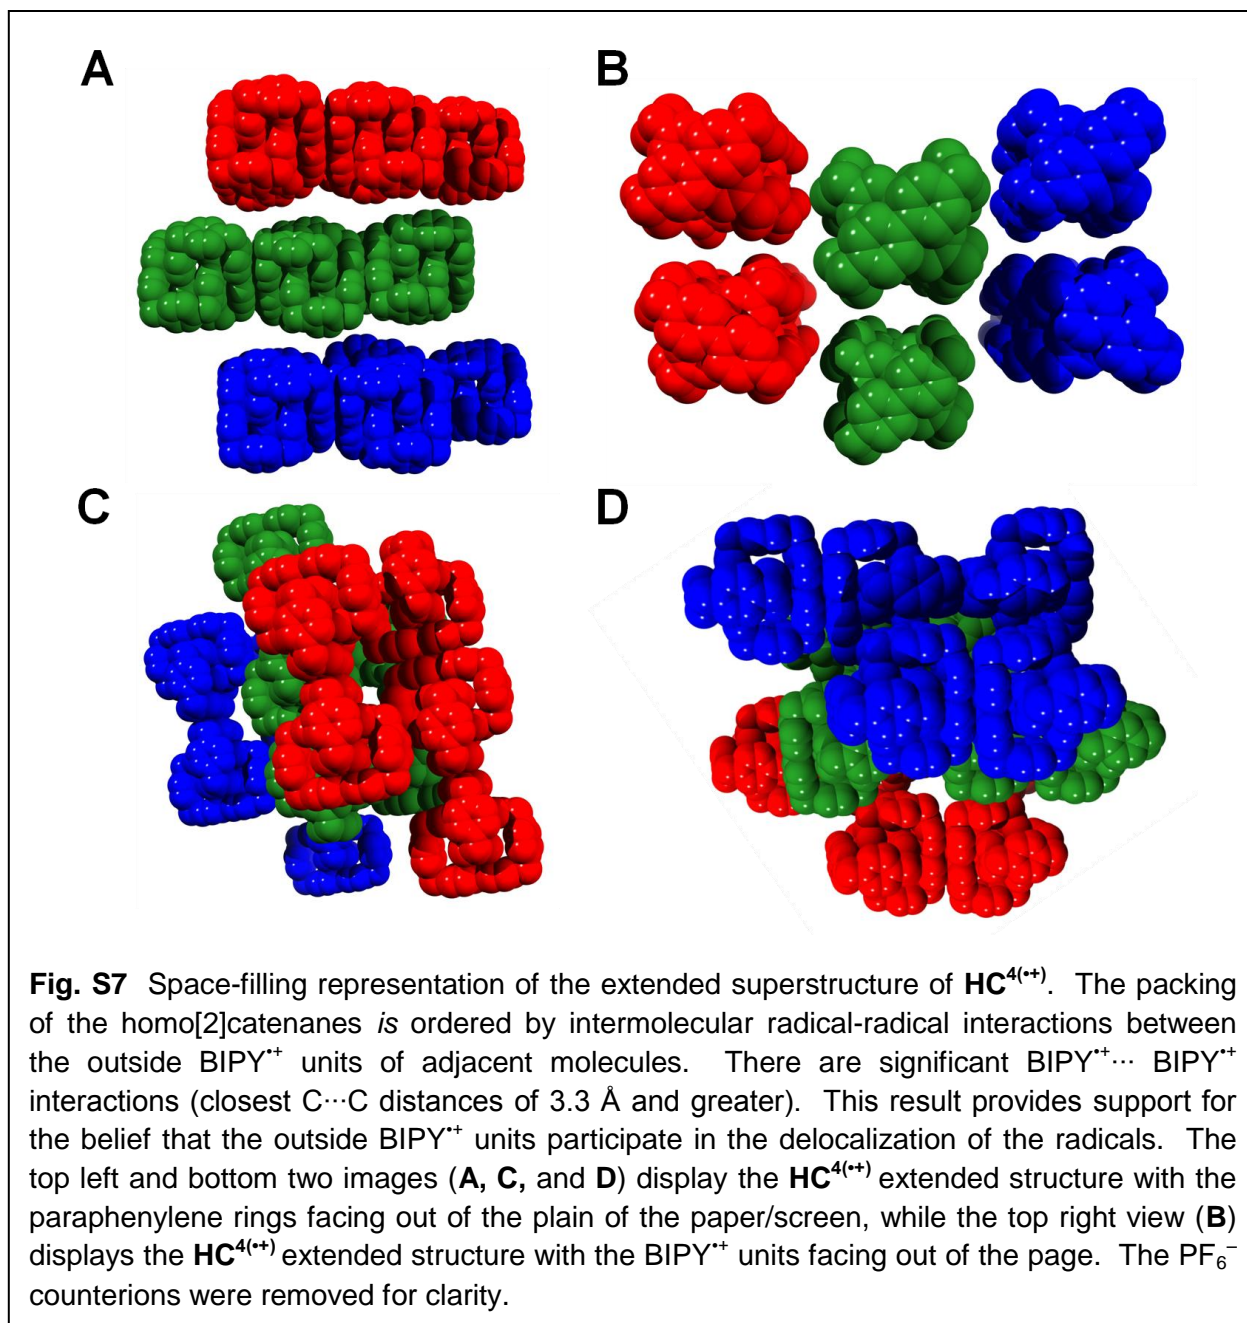 A
B
C
D
Fig. S7 Space-filling representation of the extended superstructure of HC⁴⁽•⁺⁾. The packing
of the homo[2]catenanes is ordered by intermolecular radical-radical interactions between
the outside BIPY•⁺ units of adjacent molecules. There are significant BIPY•⁺··· BIPY•⁺
interactions (closest C···C distances of 3.3 Å and greater). This result provides support for
the belief that the outside BIPY•⁺ units participate in the delocalization of the radicals. The
top left and bottom two images (A, C, and D) display the HC⁴⁽•⁺⁾ extended structure with the
paraphenylene rings facing out of the plain of the paper/screen, while the top right view (B)
displays the HC⁴⁽•⁺⁾ extended structure with the BIPY•⁺ units facing out of the page. The PF₆⁻
counterions were removed for clarity.